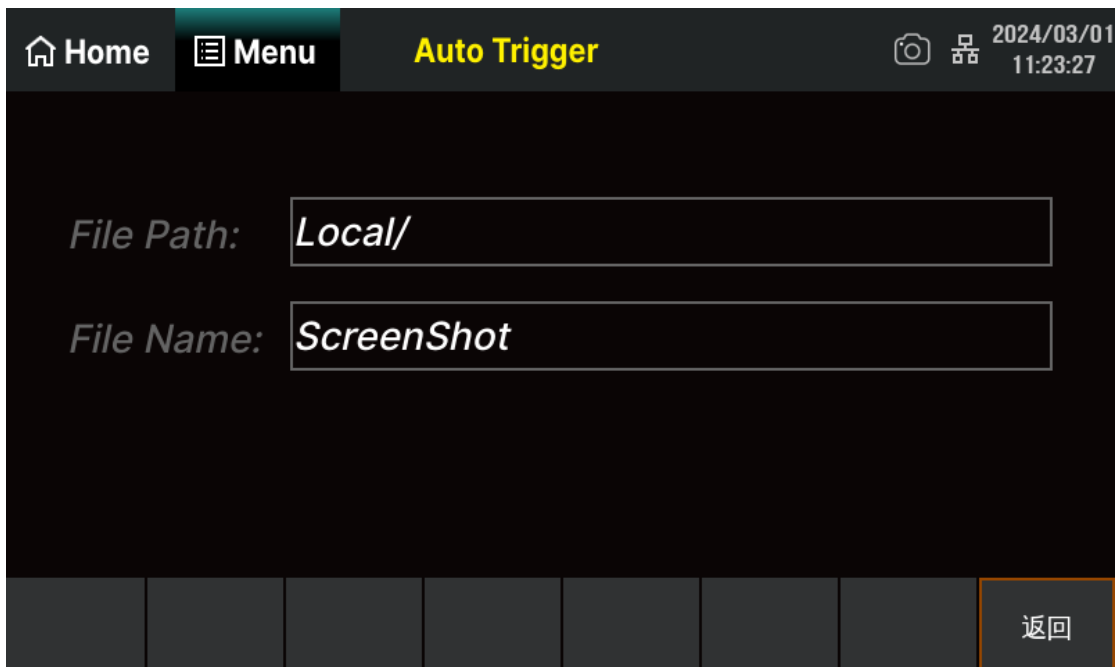 Home Menu Auto Trigger 2024/03/01
11:23:27
File Path: Local/
File Name: ScreenShot
返回